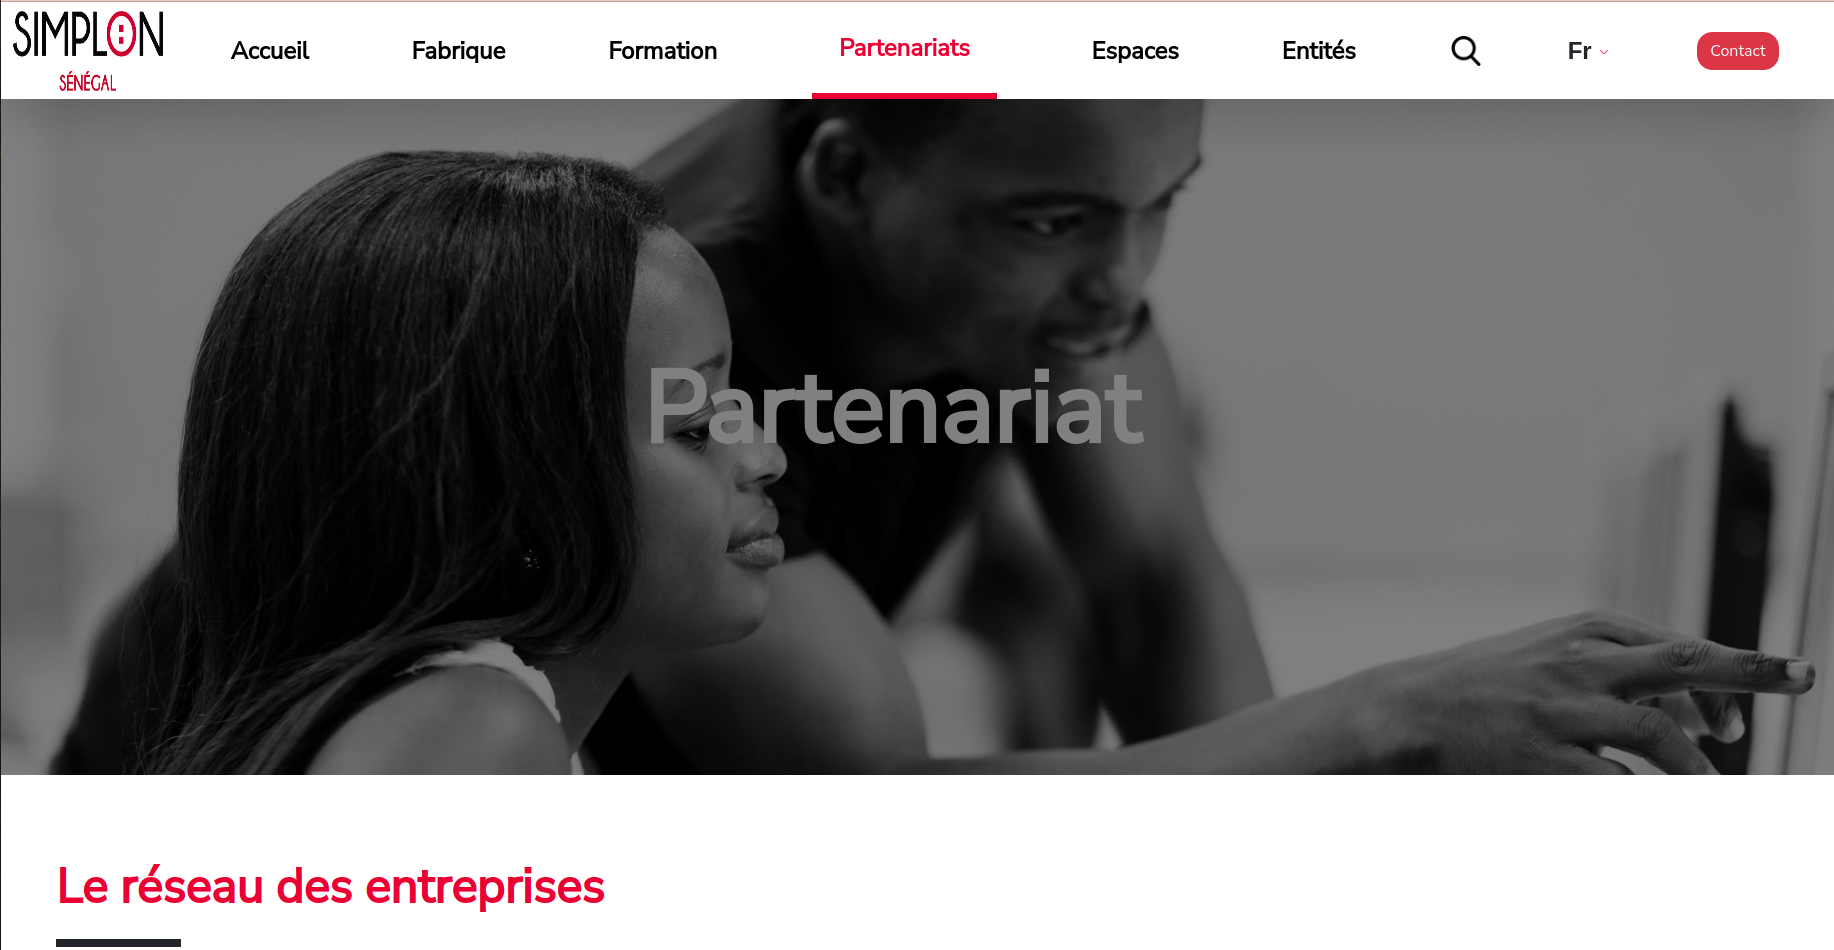 SIMPLON
SÉNÉGAL
Accueil
Fabrique
Formation
Partenariats
Espaces
Entités
Fr
Contact
Partenariat
Le réseau des entreprises